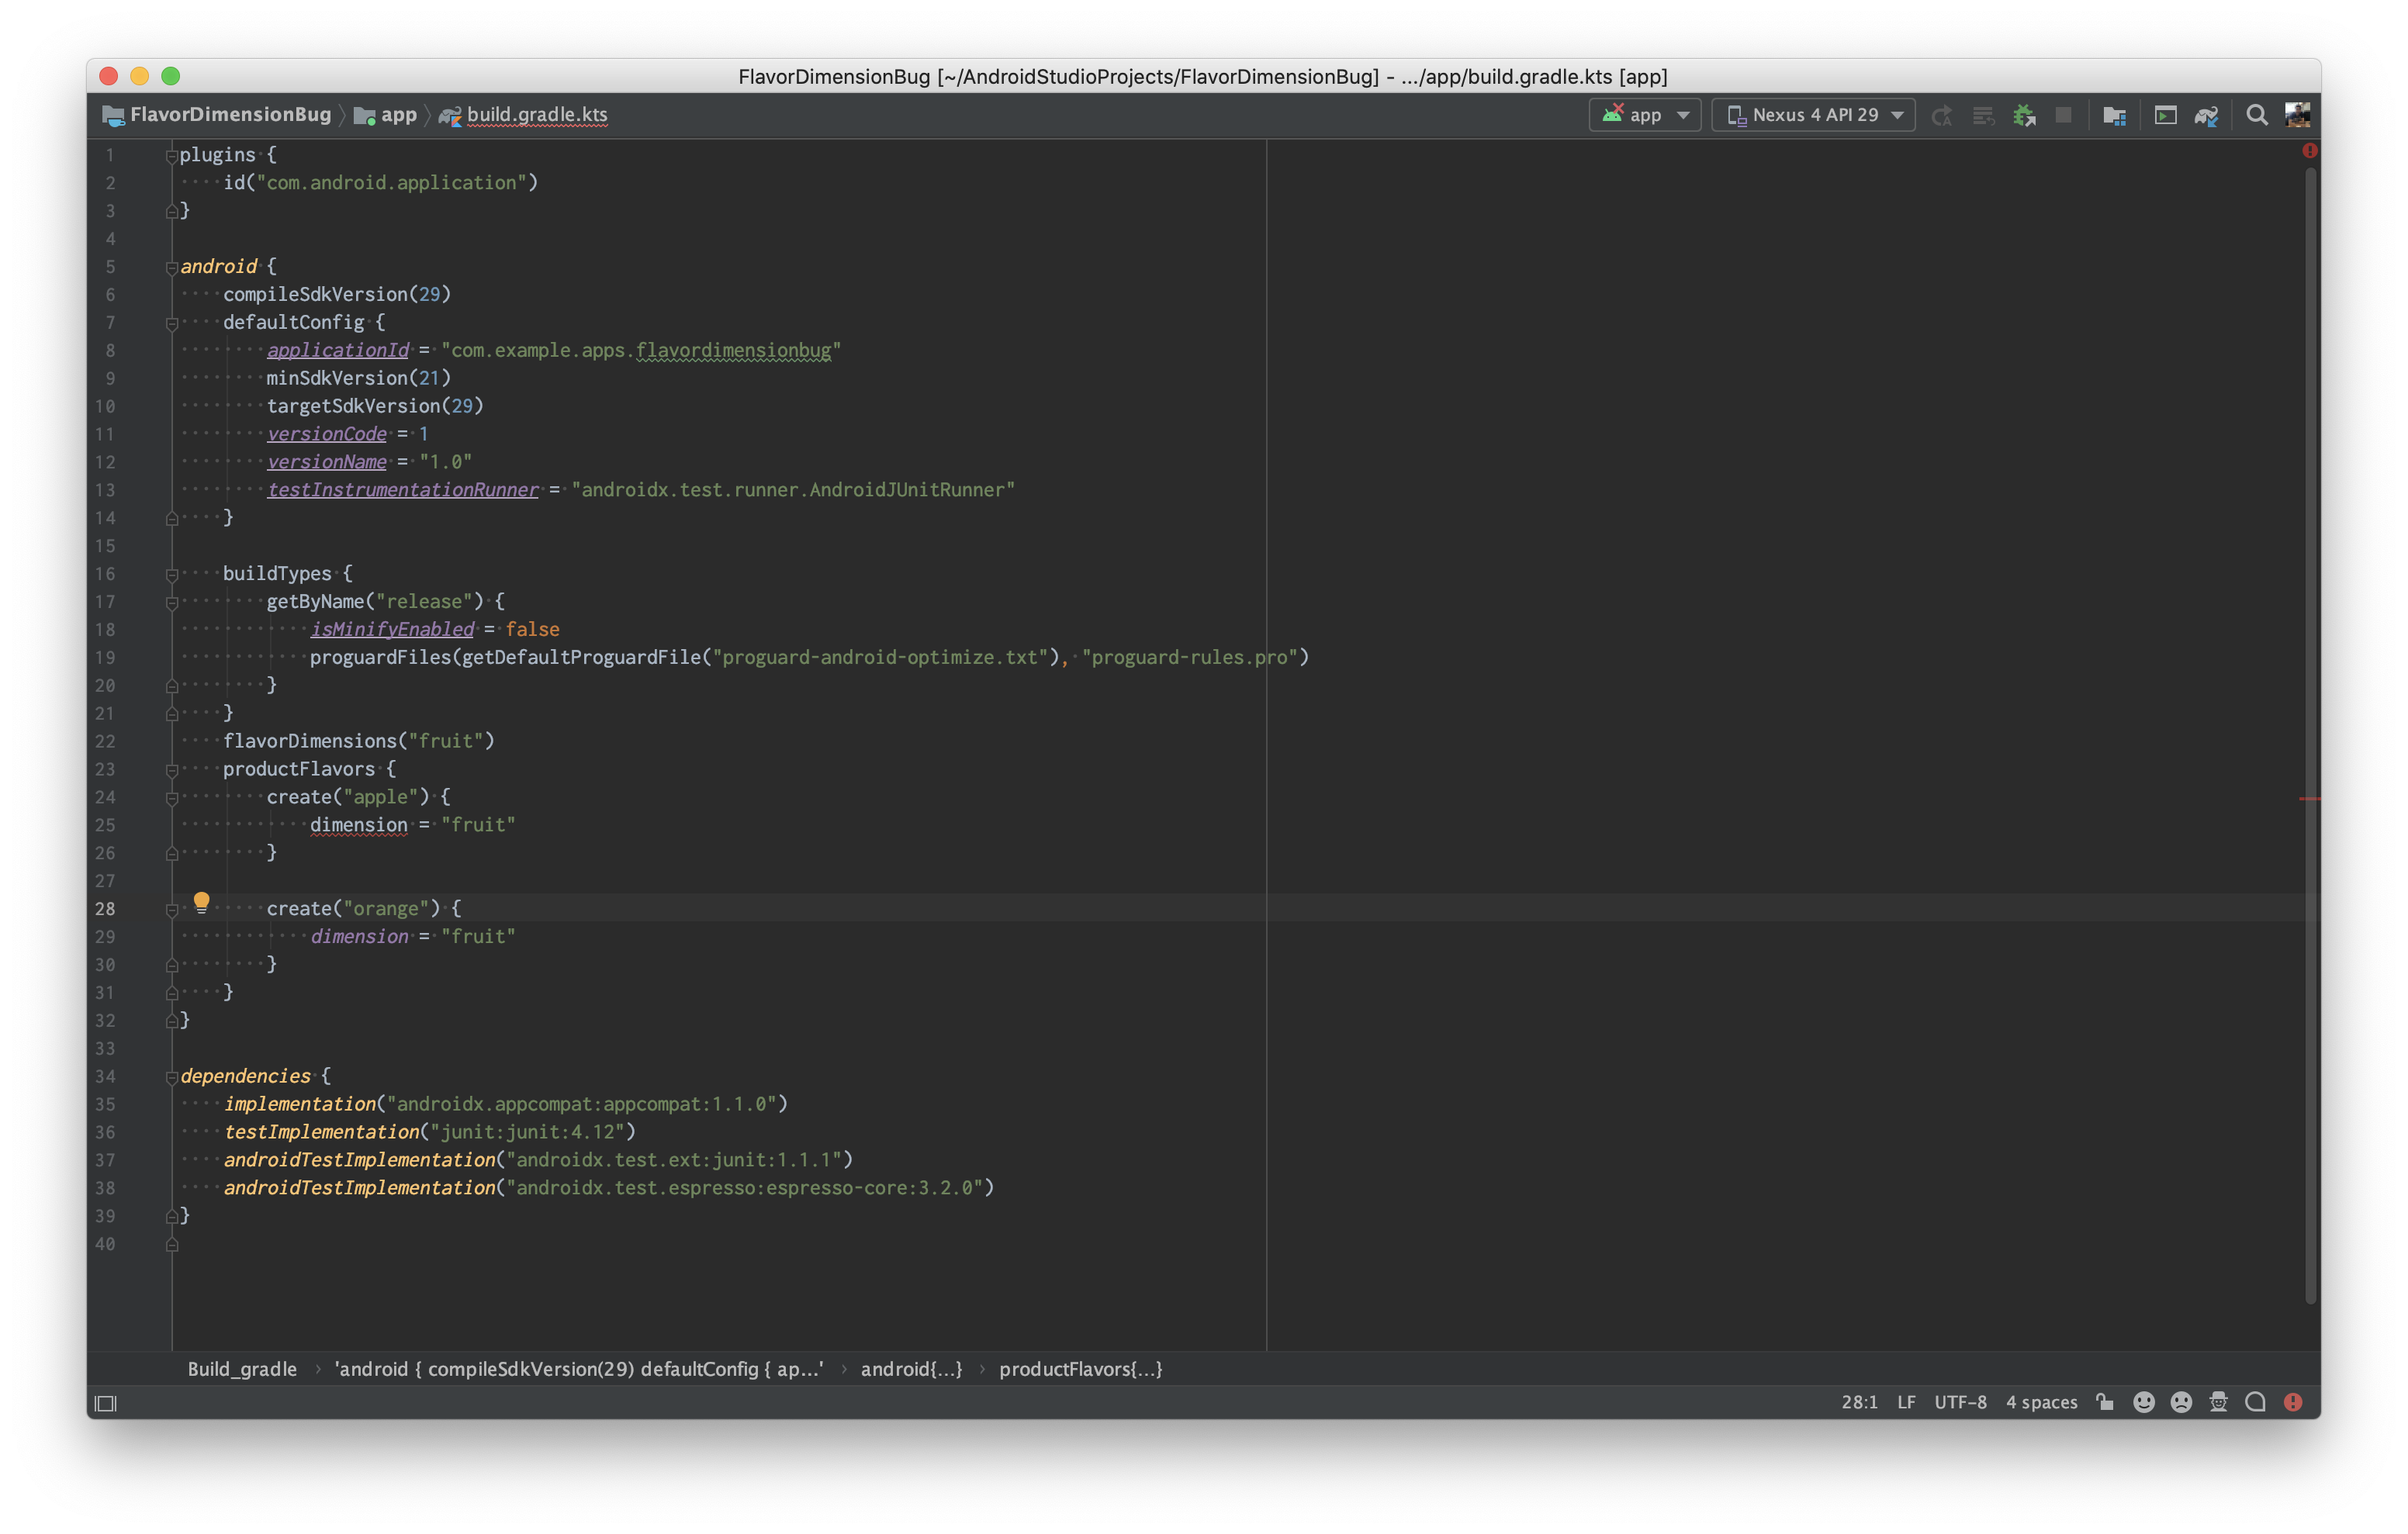 FlavorDimensionBug [~/AndroidStudioProjects/FlavorDimensionBug] - .../app/build.gradle.kts [app]
FlavorDimensionBug app build.gradle.kts app Nexus 4 API 29
1 plugins {
2 id("com.android.application")
3 }
4
5 android {
6 compileSdkVersion(29)
7 defaultConfig {
8 applicationId = "com.example.apps.flavordimensionbug"
9 minSdkVersion(21)
10 targetSdkVersion(29)
11 versionCode = 1
12 versionName = "1.0"
13 testInstrumentationRunner = "androidx.test.runner.AndroidJUnitRunner"
14 }
15
16 buildTypes {
17 getByName("release") {
18 isMinifyEnabled = false
19 proguardFiles(getDefaultProguardFile("proguard-android-optimize.txt"), "proguard-rules.pro")
20 }
21 }
22 flavorDimensions("fruit")
23 productFlavors {
24 create("apple") {
25 dimension = "fruit"
26 }
27
28 create("orange") {
29 dimension = "fruit"
30 }
31 }
32 }
33
34 dependencies {
35 implementation("androidx.appcompat:appcompat:1.1.0")
36 testImplementation("junit:junit:4.12")
37 androidTestImplementation("androidx.test.ext:junit:1.1.1")
38 androidTestImplementation("androidx.test.espresso:espresso-core:3.2.0")
39 }
40
Build_gradle › 'android { compileSdkVersion(29) defaultConfig { ap...' › android{...} › productFlavors{...}
28:1 LF UTF-8 4 spaces